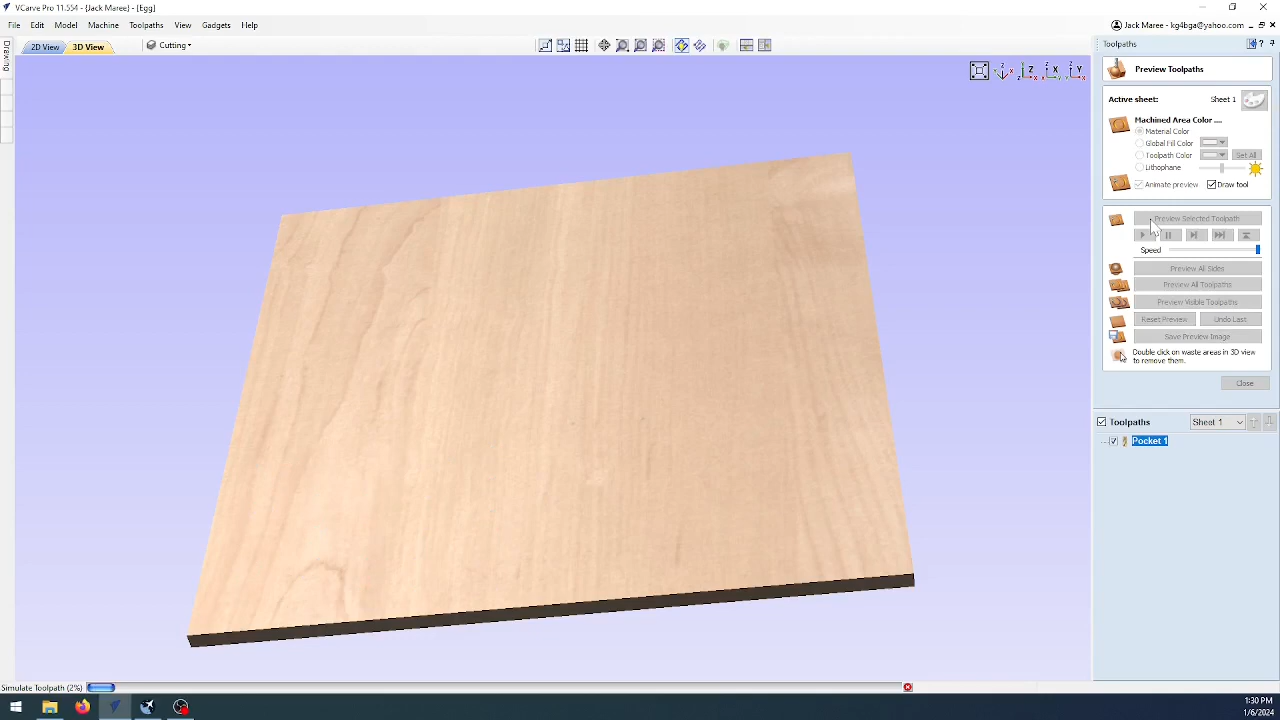 VCarve Pro 11.554 - {Jack Maree} - [Egg]
File Edit Model Machine Toolpaths View Gadgets Help
Jack Maree - kg4bga@yahoo.com
Drawing
2D View 3D View Cutting
Z X Y
Toolpaths
Preview Toolpaths
Active sheet: Sheet 1
Machined Area Color ....
Material Color
Global Fill Color
Toolpath Color Set All
Lithophane
Animate preview Draw tool
Preview Selected Toolpath
Speed
Preview All Sides
Preview All Toolpaths
Preview Visible Toolpaths
Reset Preview Undo Last
Save Preview Image
Double click on waste areas in 3D view
to remove them.
Close
Toolpaths Sheet 1
Pocket 1
Simulate Toolpath (2%)
1:30 PM
1/6/2024